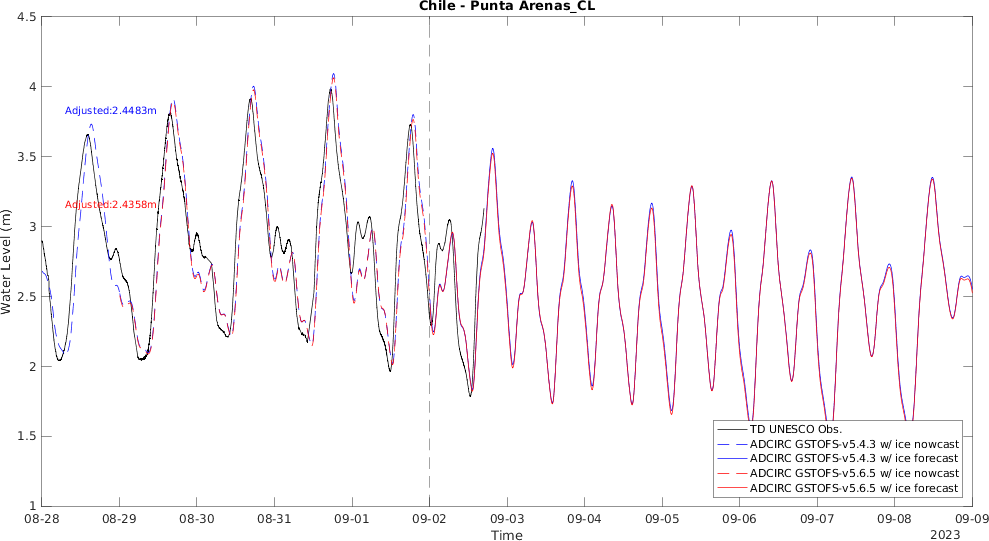 Chile - Punta Arenas_CL
4.5
4
3.5
3
2.5
2
1.5
1
Water Level (m)
Adjusted:2.4483m
Adjusted:2.4358m
TD UNESCO Obs.
ADCIRC GSTOFS-v5.4.3 w/ ice nowcast
ADCIRC GSTOFS-v5.4.3 w/ ice forecast
ADCIRC GSTOFS-v5.6.5 w/ ice nowcast
ADCIRC GSTOFS-v5.6.5 w/ ice forecast
08-28 08-29 08-30 08-31 09-01 09-02 09-03 09-04 09-05 09-06 09-07 09-08 09-09
Time
2023